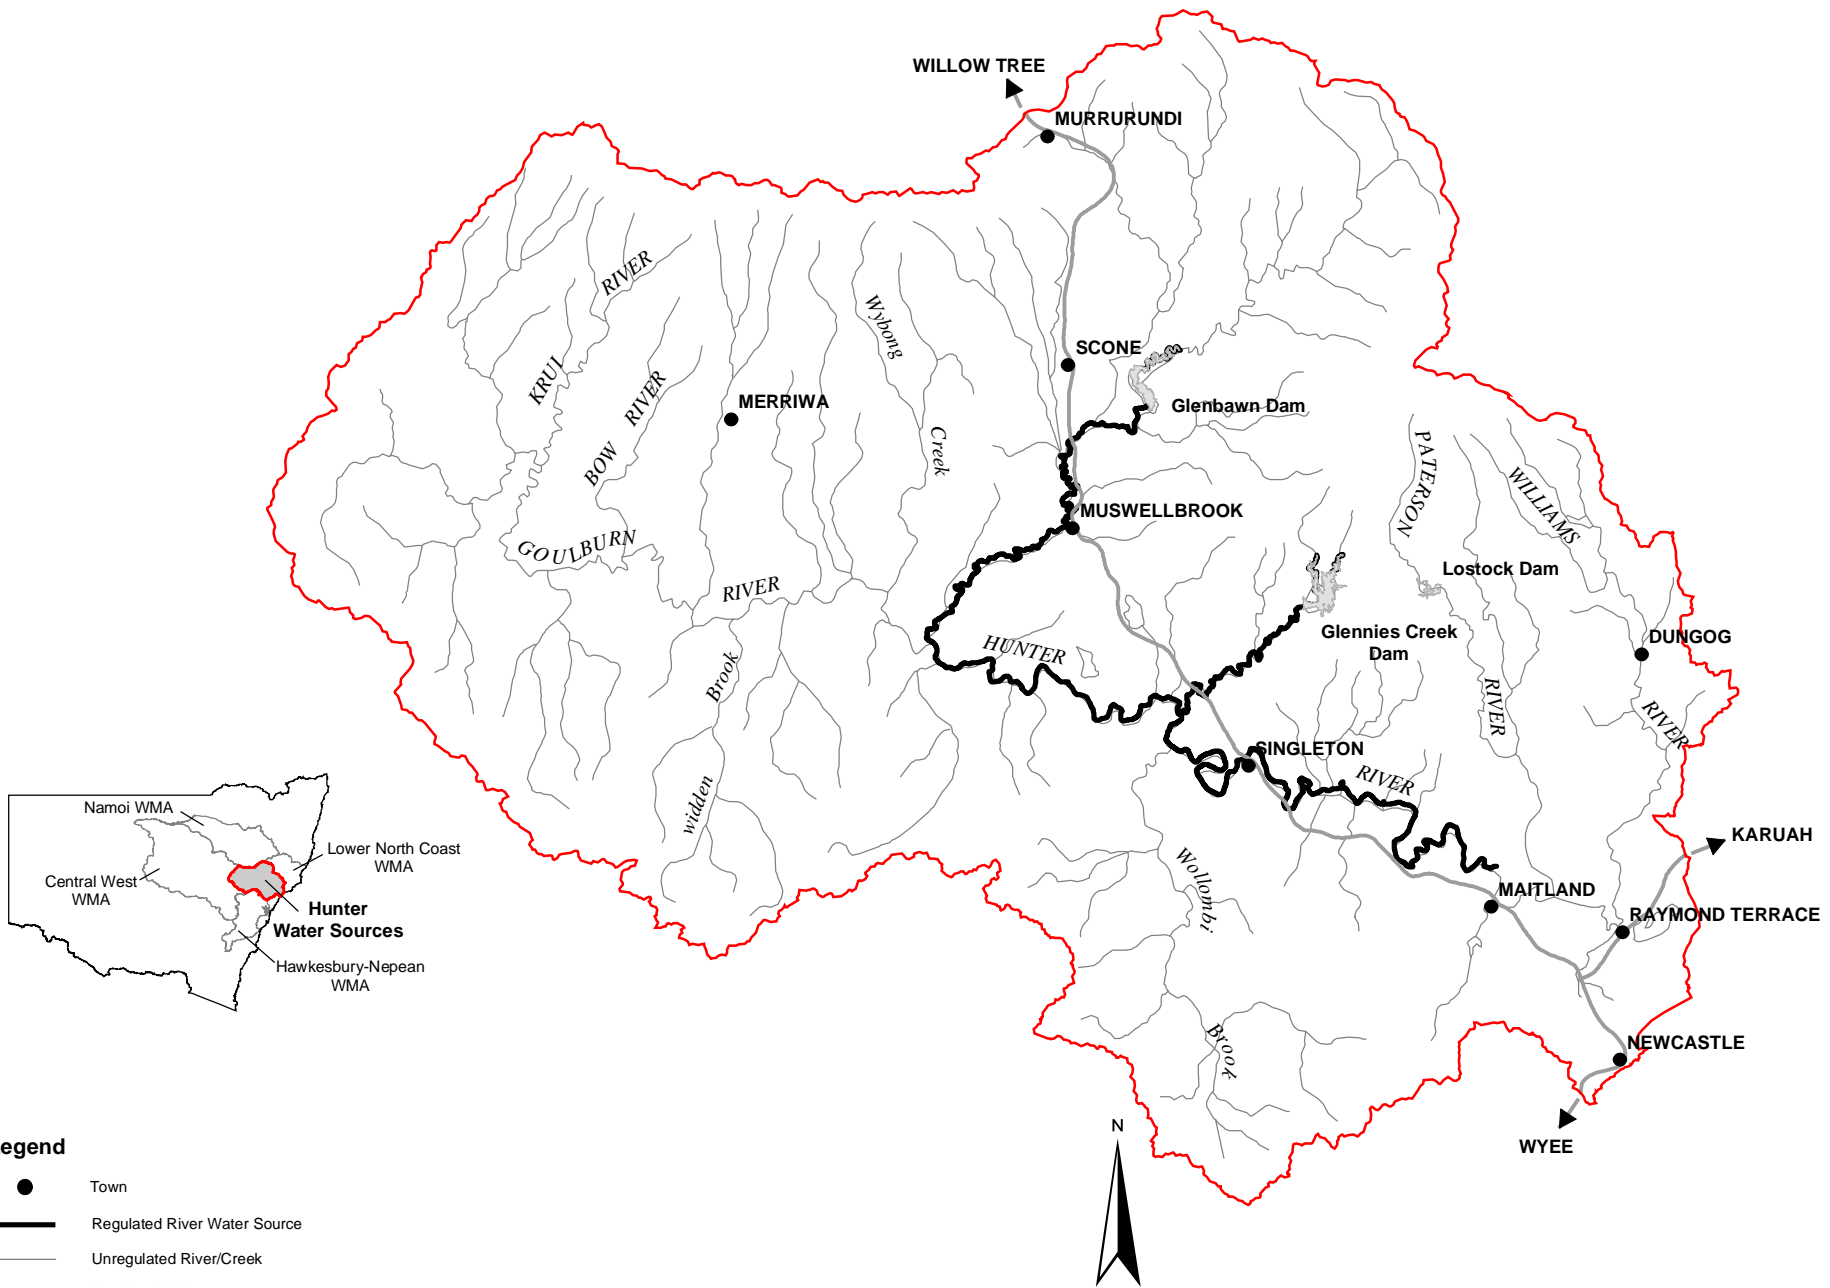 WILLOW TREE
MURRURUNDI
RIVER
KRUI
Wybong
Creek
SCONE
BOW RIVER
MERRIWA
Glenbawn Dam
PATERSON
RIVER
WILLIAMS
RIVER
MUSWELLBROOK
GOULBURN
RIVER
Lostock Dam
Glennies Creek
Dam
DUNGOG
HUNTER
RIVER
Brook
widden
SINGLETON
KARUAH
Wollombi
Brook
MAITLAND
RAYMOND TERRACE
NEWCASTLE
WYEE
N
Namoi WMA
Lower North Coast
WMA
Central West
WMA
Hunter
Water Sources
Hawkesbury-Nepean
WMA
egend
Town
Regulated River Water Source
Unregulated River/Creek